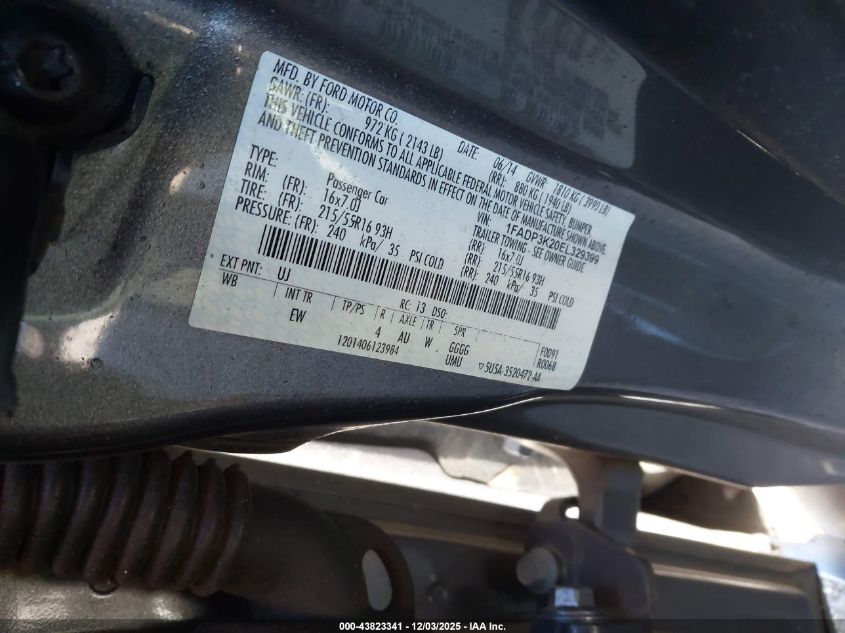 MFD. BY FORD MOTOR CO.
DATE: 06/14 GVWR: 1810 KG (3990 LB)
GAWR: (FR): 972 KG (2143 LB) (RR): 880 KG (1940 LB)
THIS VEHICLE CONFORMS TO ALL APPLICABLE FEDERAL MOTOR VEHICLE SAFETY, BUMPER
AND THEFT PREVENTION STANDARDS IN EFFECT ON THE DATE OF MANUFACTURE SHOWN ABOVE
VIN: 1FADP3K20EL329399
TYPE: Passenger Car TRAILER TOWING - SEE OWNER GUIDE
RIM: (FR): 16x7.0J (RR) 16x7.0J
TIRE: (FR): 215/55R16 93H (RR) 215/55R16 93H
PRESSURE: (FR): 240 kPa/ 35 PSI COLD (RR) 240 kPa/ 35 PSI COLD
EXT PNT: UJ RC: 13 DSO:
WB INT TR TP/PS R AXLE TR SPR F0091
EW 4 AU W GGGG R0068
1201406123984 UMU ▽5U5A-3520472-AA
000-43823341 - 12/03/2025 - IAA Inc.